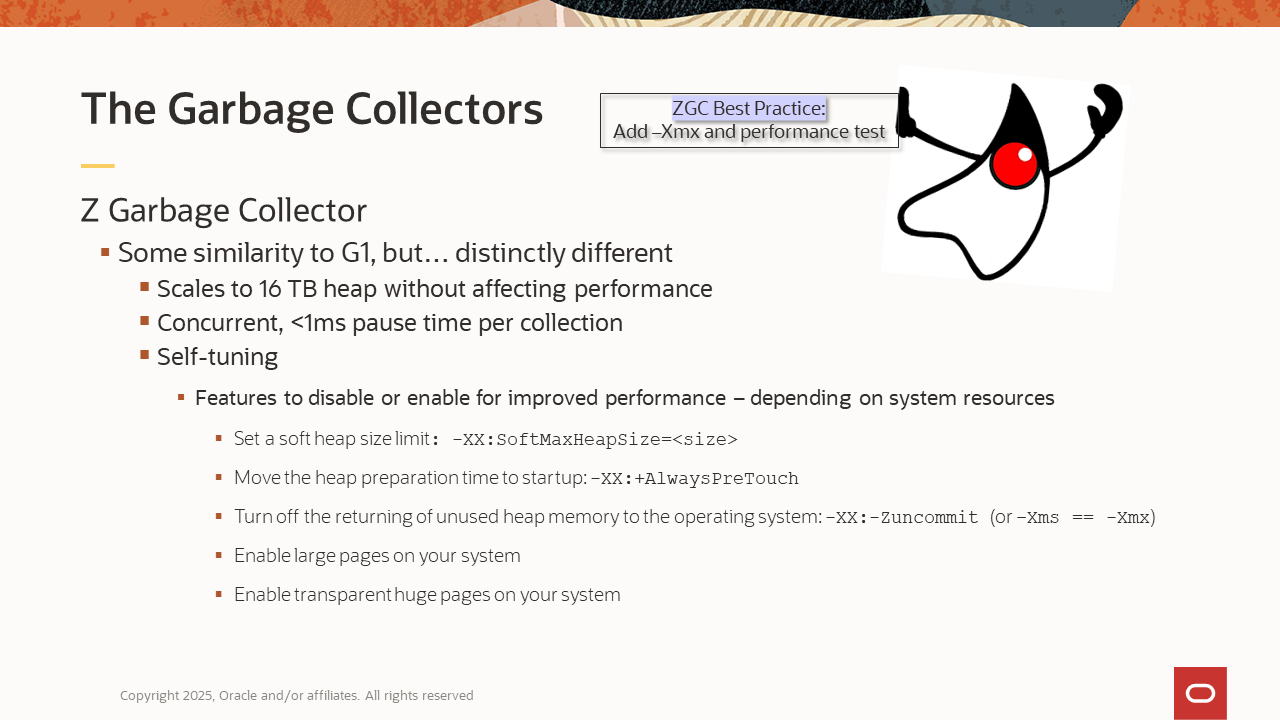 The Garbage Collectors
ZGC Best Practice:
Add –Xmx and performance test
Z Garbage Collector
Some similarity to G1, but… distinctly different
Scales to 16 TB heap without affecting performance
Concurrent, <1ms pause time per collection
Self-tuning
Features to disable or enable for improved performance – depending on system resources
Set a soft heap size limit: -XX:SoftMaxHeapSize=<size>
Move the heap preparation time to startup: -XX:+AlwaysPreTouch
Turn off the returning of unused heap memory to the operating system: -XX:-Zuncommit (or -Xms == -Xmx)
Enable large pages on your system
Enable transparent huge pages on your system
Copyright 2025, Oracle and/or affiliates. All rights reserved